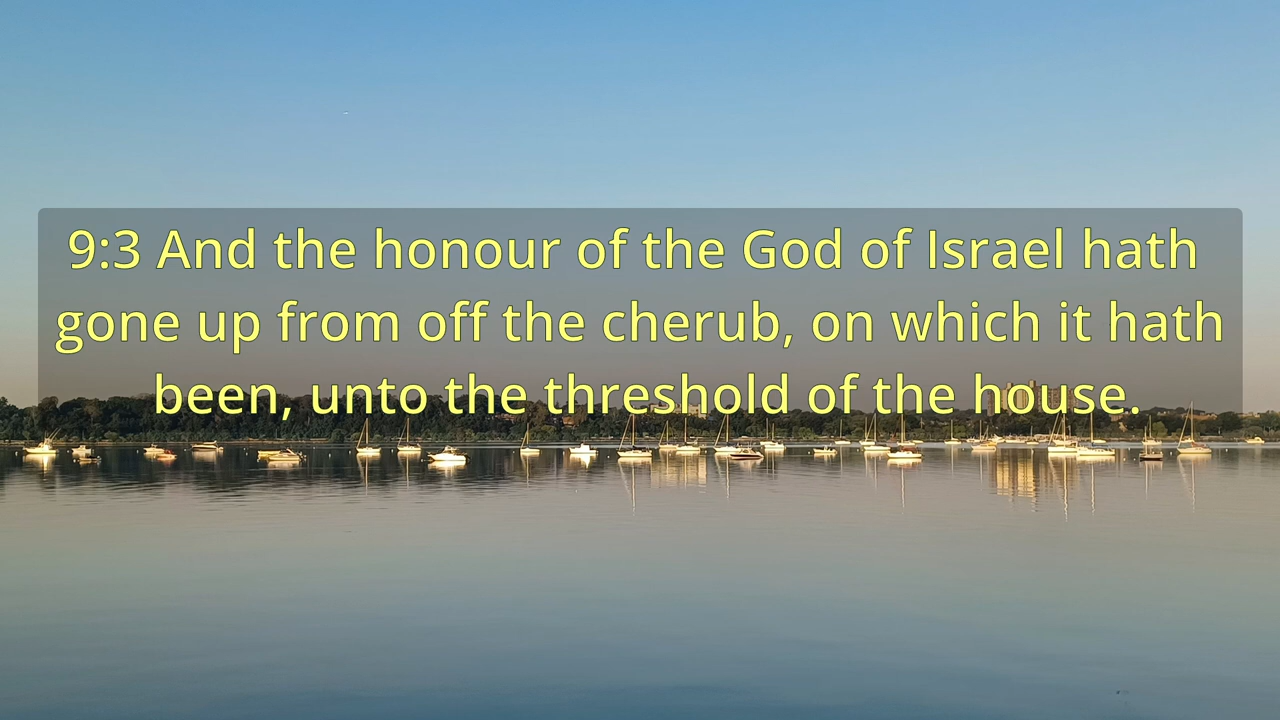 9:3 And the honour of the God of Israel hath
gone up from off the cherub, on which it hath
been, unto the threshold of the house.